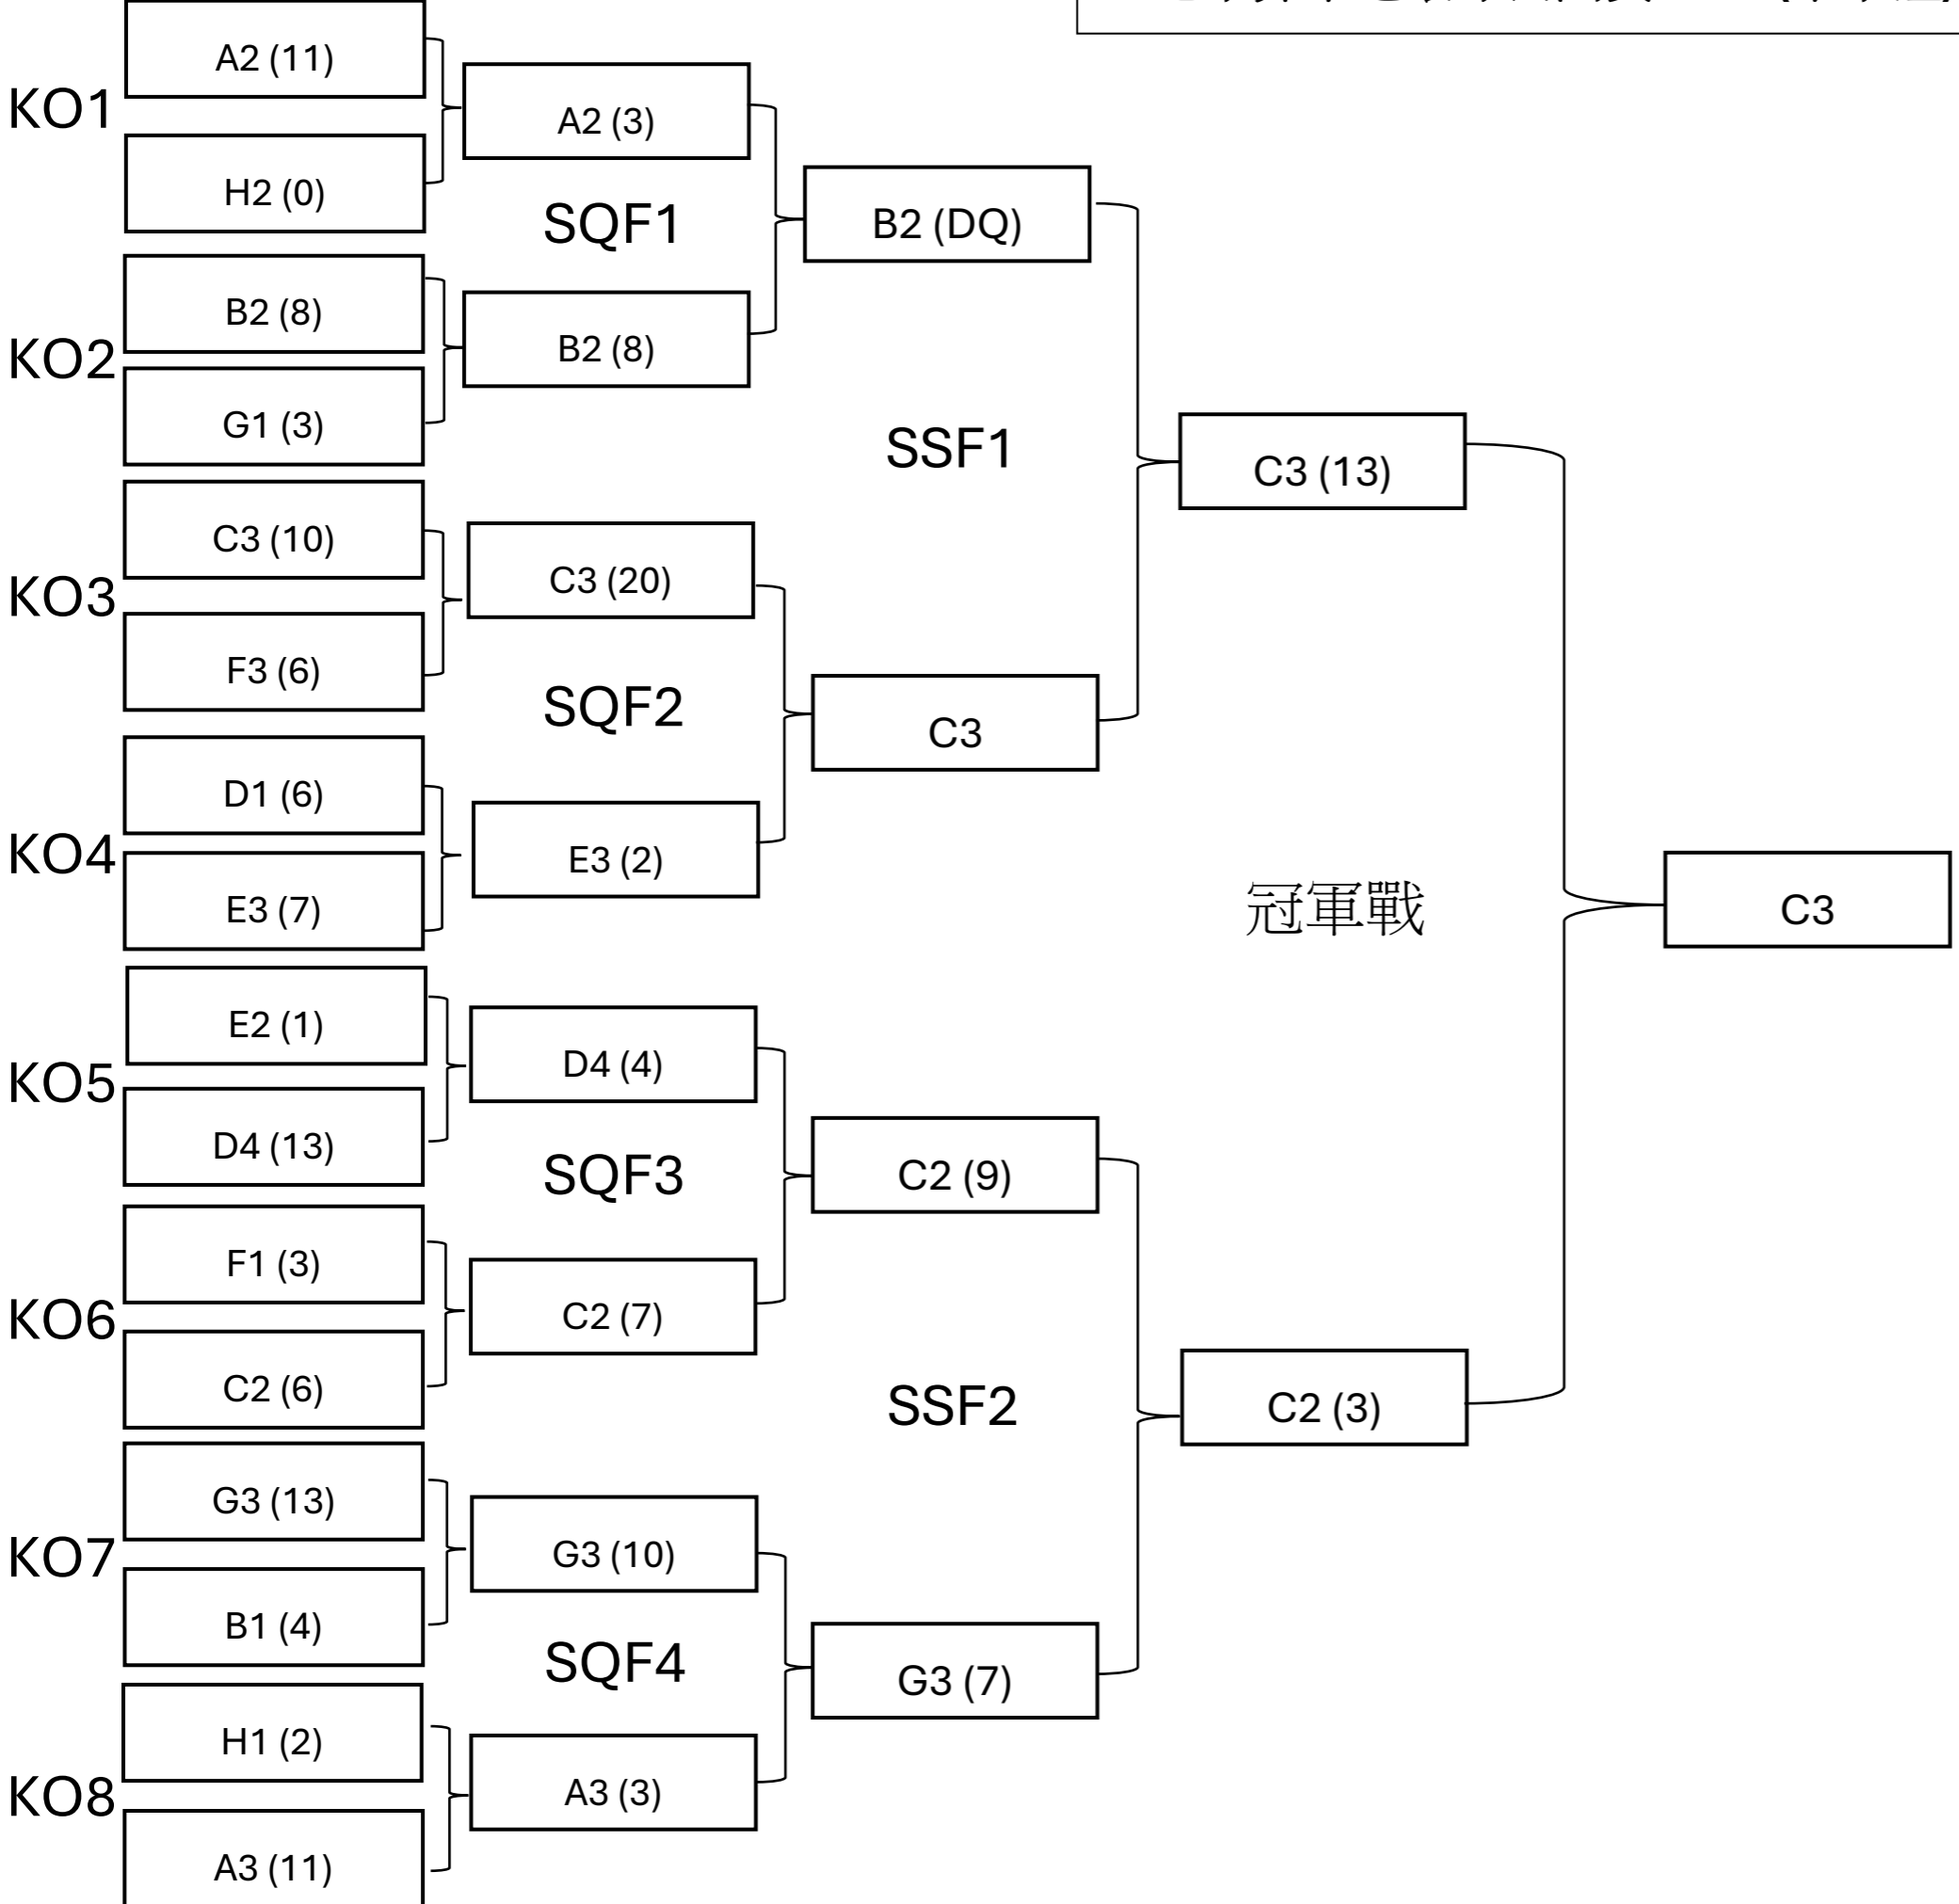 KO1
A2 (11)
H2 (0)
KO2
B2 (8)
G1 (3)
KO3
C3 (10)
F3 (6)
KO4
D1 (6)
E3 (7)
KO5
E2 (1)
D4 (13)
KO6
F1 (3)
C2 (6)
KO7
G3 (13)
B1 (4)
KO8
H1 (2)
A3 (11)
A2 (3)
SQF1
B2 (8)
C3 (20)
SQF2
E3 (2)
D4 (4)
SQF3
C2 (7)
G3 (10)
SQF4
A3 (3)
B2 (DQ)
SSF1
C3
C2 (9)
SSF2
G3 (7)
C3 (13)
冠軍戰
C2 (3)
C3